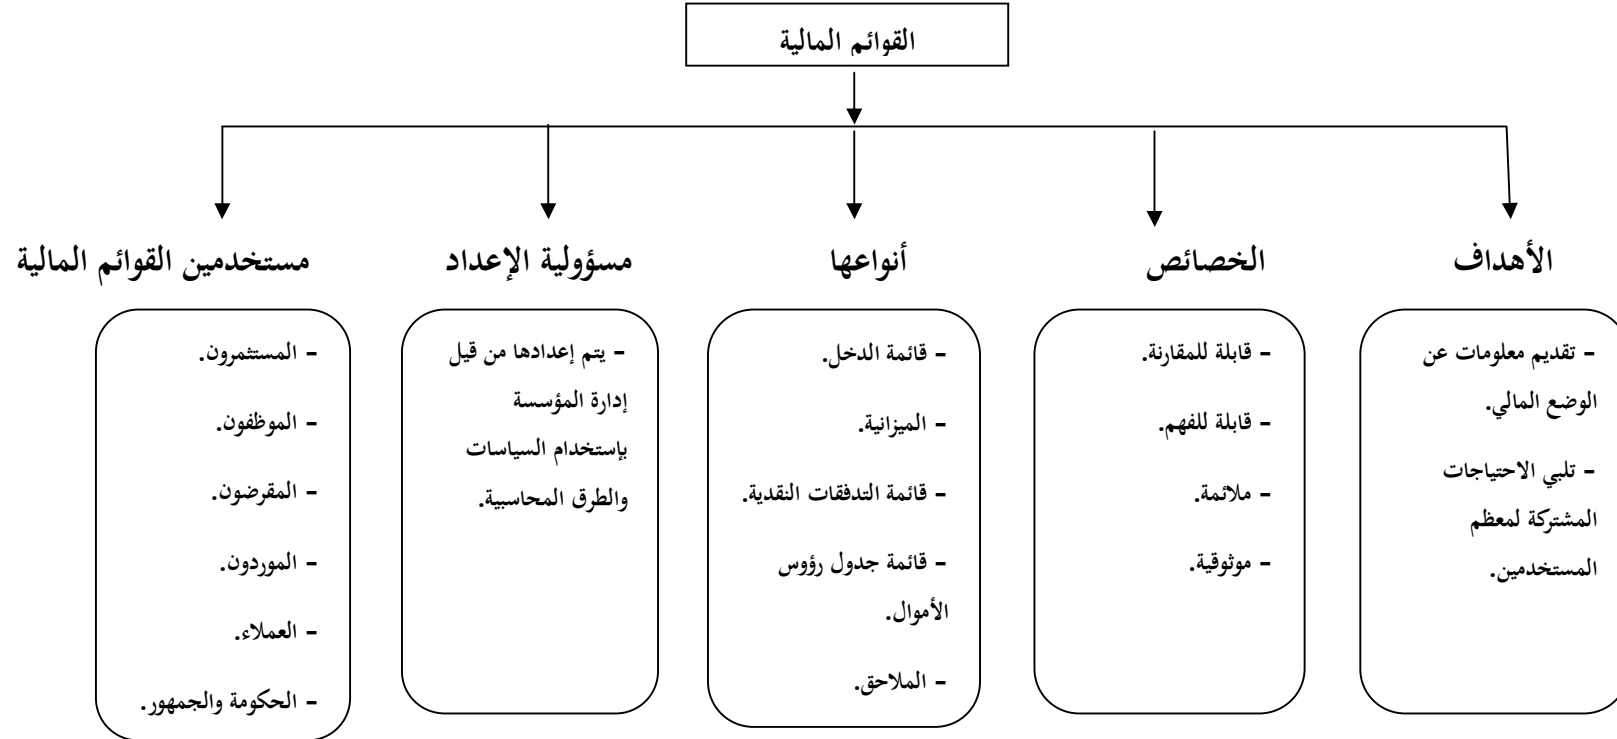 القوائم المالية
الأهداف
الخصائص
أنواعها
مسؤولية الإعداد
مستخدمين القوائم المالية
- تقديم معلومات عن
الوضع المالي.
- تلبي الاحتياجات
المشتركة لمعظم
المستخدمين.
- قابلة للمقارنة.
- قابلة للفهم.
- ملائمة.
- موثوقية.
- قائمة الدخل.
- الميزانية.
- قائمة التدفقات النقدية.
- قائمة جدول رؤوس
الأموال.
- الملاحق.
- يتم إعدادها من قيل
إدارة المؤسسة
بإستخدام السياسات
والطرق المحاسبية.
- المستثمرون.
- الموظفون.
- المقرضون.
- الموردون.
- العملاء.
- الحكومة والجمهور.